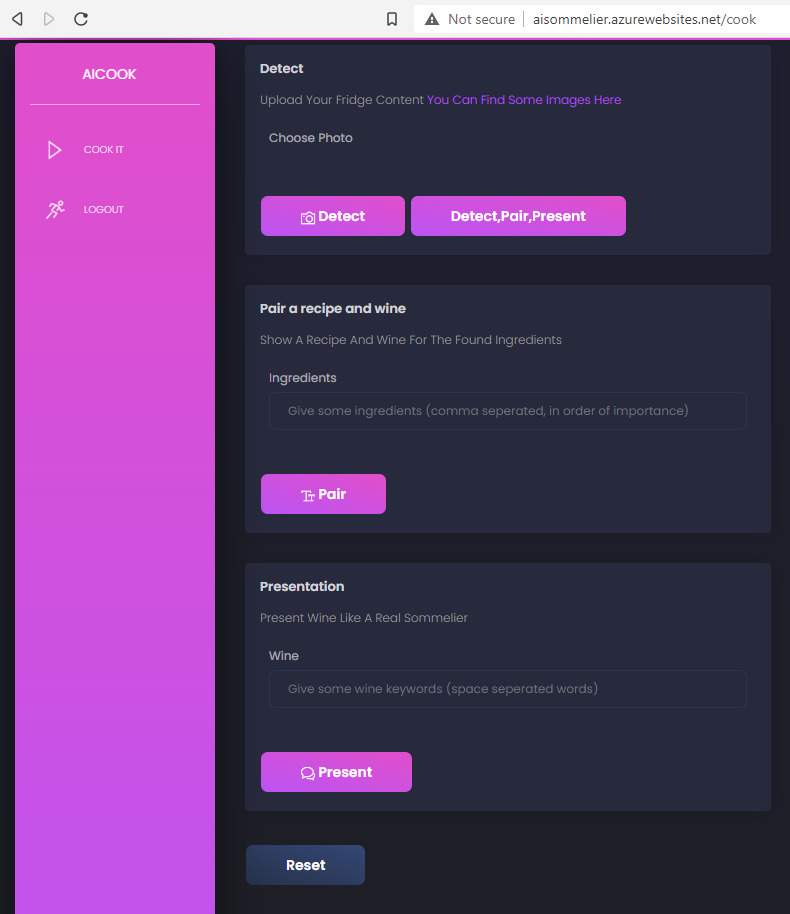 Not secure | aisommelier.azurewebsites.net/cook
AICOOK
COOK IT
LOGOUT
Detect
Upload Your Fridge Content You Can Find Some Images Here
Choose Photo
Detect
Detect,Pair,Present
Pair a recipe and wine
Show A Recipe And Wine For The Found Ingredients
Ingredients
Give some ingredients (comma seperated, in order of importance)
Pair
Presentation
Present Wine Like A Real Sommelier
Wine
Give some wine keywords (space seperated words)
Present
Reset